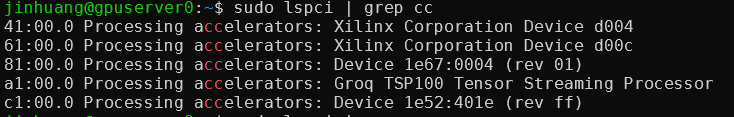 jinhuang@gpuserver0:~$ sudo lspci | grep cc
41:00.0 Processing accelerators: Xilinx Corporation Device d004
61:00.0 Processing accelerators: Xilinx Corporation Device d00c
81:00.0 Processing accelerators: Device 1e67:0004 (rev 01)
a1:00.0 Processing accelerators: Groq TSP100 Tensor Streaming Processor
c1:00.0 Processing accelerators: Device 1e52:401e (rev ff)